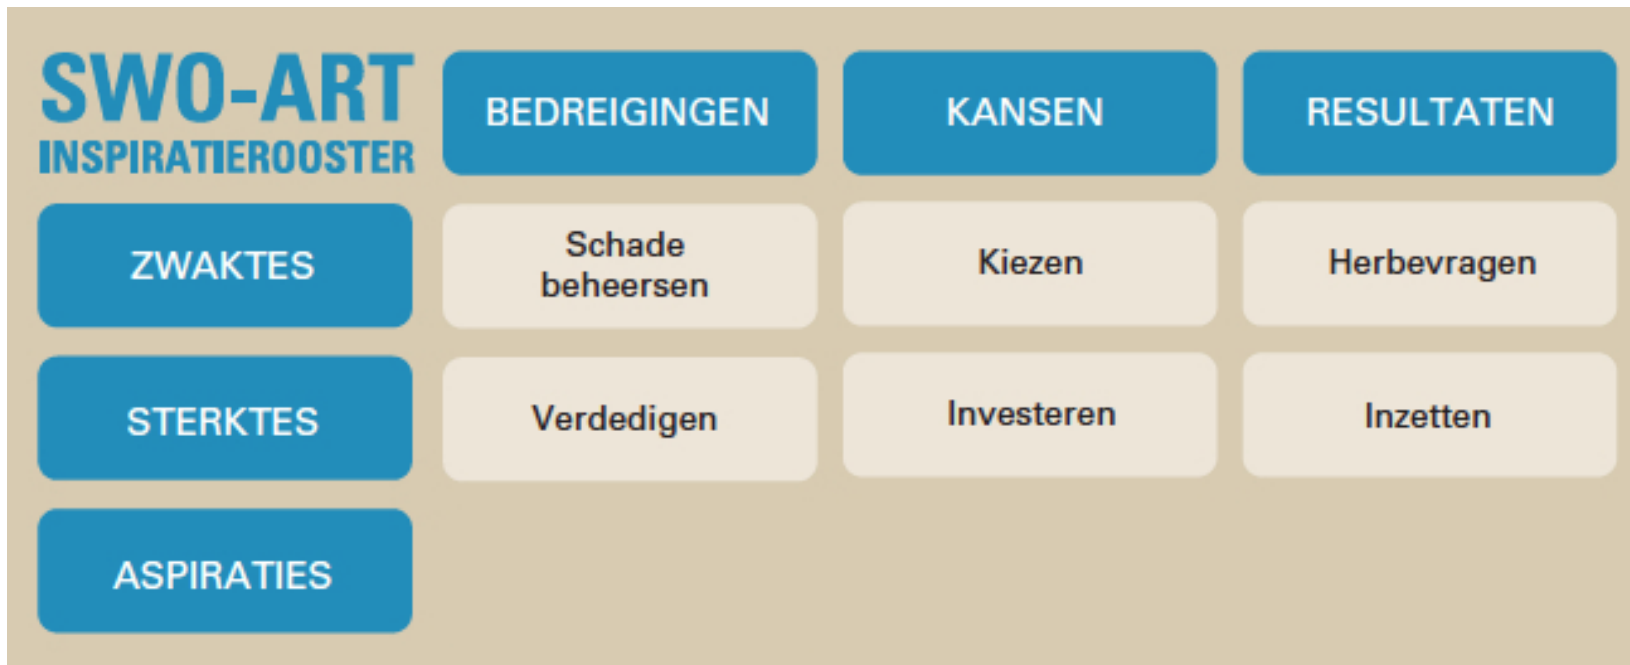 SWO-ART
INSPIRATIEROOSTER
BEDREIGINGEN
KANSEN
RESULTATEN
ZWAKTES
Schade
beheersen
Kiezen
Herbevragen
STERKTES
Verdedigen
Investeren
Inzetten
ASPIRATIES